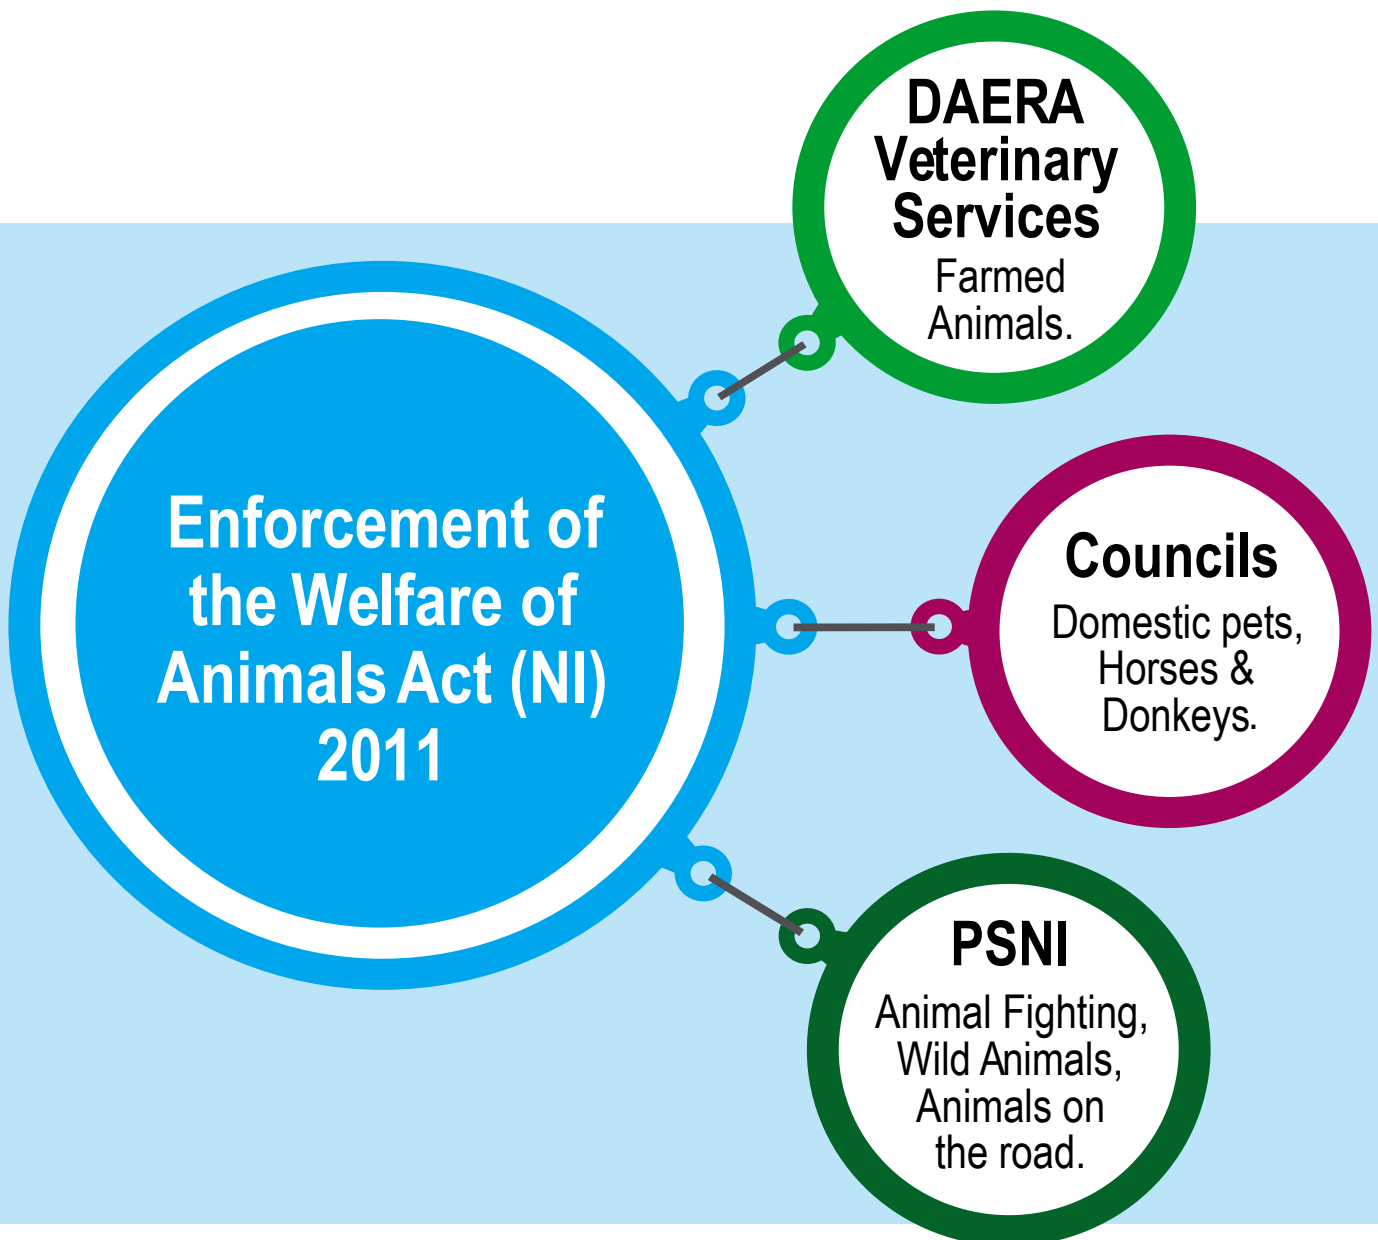 Enforcement of
the Welfare of
Animals Act (NI)
2011
DAERA
Veterinary
Services
Farmed
Animals.
Councils
Domestic pets,
Horses &
Donkeys.
PSNI
Animal Fighting,
Wild Animals,
Animals on
the road.